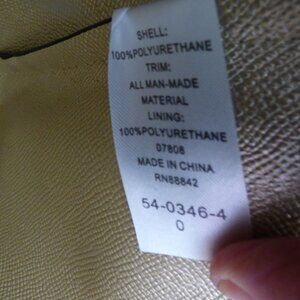 SHELL:
100%POLYURETHANE
TRIM:
ALL MAN-MADE
MATERIAL
LINING:
100%POLYURETHANE
07808
MADE IN CHINA
RN88842
54-0346-4
0